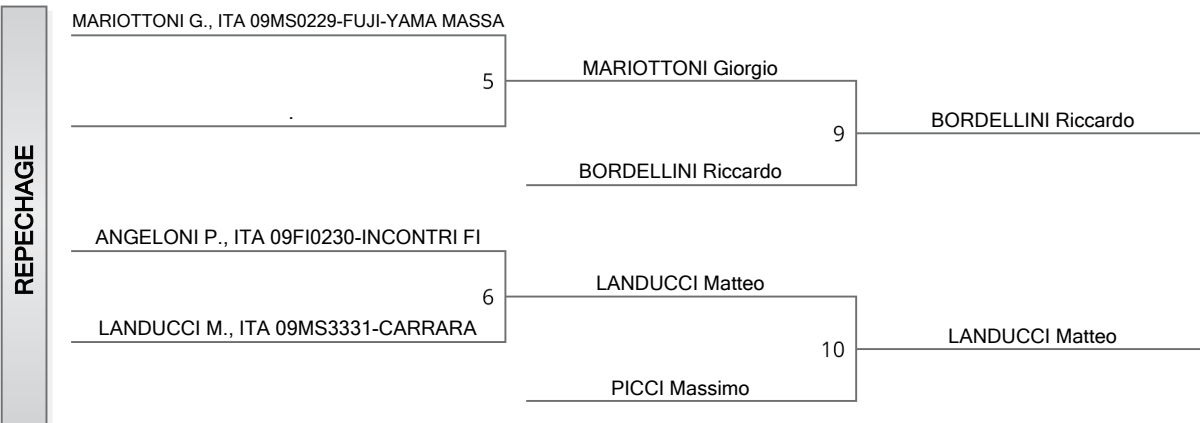 REPECHAGE
MARIOTTONI G., ITA 09MS0229-FUJI-YAMA MASSA
5
.
MARIOTTONI Giorgio
9
BORDELLINI Riccardo
BORDELLINI Riccardo
ANGELONI P., ITA 09FI0230-INCONTRI FI
6
LANDUCCI M., ITA 09MS3331-CARRARA
LANDUCCI Matteo
10
PICCI Massimo
LANDUCCI Matteo